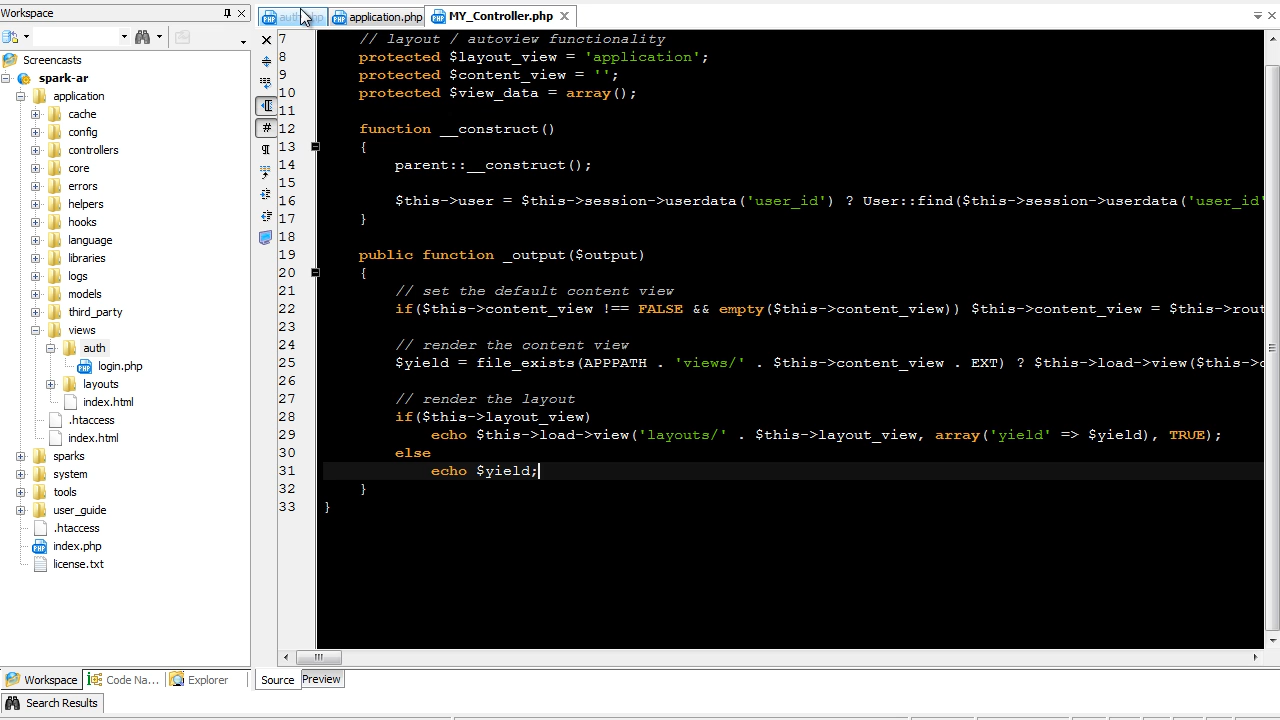 Workspace
application.php
MY_Controller.php
Screencasts
spark-ar
application
cache
config
controllers
core
errors
helpers
hooks
language
libraries
logs
models
third_party
views
auth
login.php
layouts
index.html
.htaccess
index.html
sparks
system
tools
user_guide
.htaccess
index.php
license.txt
7 // layout / autoview functionality
8 protected $layout_view = 'application';
9 protected $content_view = '';
10 protected $view_data = array();
11
12 function __construct()
13 {
14 parent::__construct();
15
16 $this->user = $this->session->userdata('user_id') ? User::find($this->session->userdata('user_id'
17 }
18
19 public function _output($output)
20 {
21 // set the default content view
22 if($this->content_view !== FALSE && empty($this->content_view)) $this->content_view = $this->rout
23
24 // render the content view
25 $yield = file_exists(APPPATH . 'views/' . $this->content_view . EXT) ? $this->load->view($this->c
26
27 // render the layout
28 if($this->layout_view)
29 echo $this->load->view('layouts/' . $this->layout_view, array('yield' => $yield), TRUE);
30 else
31 echo $yield;
32 }
33 }
Workspace
Code Na...
Explorer
Source
Preview
Search Results